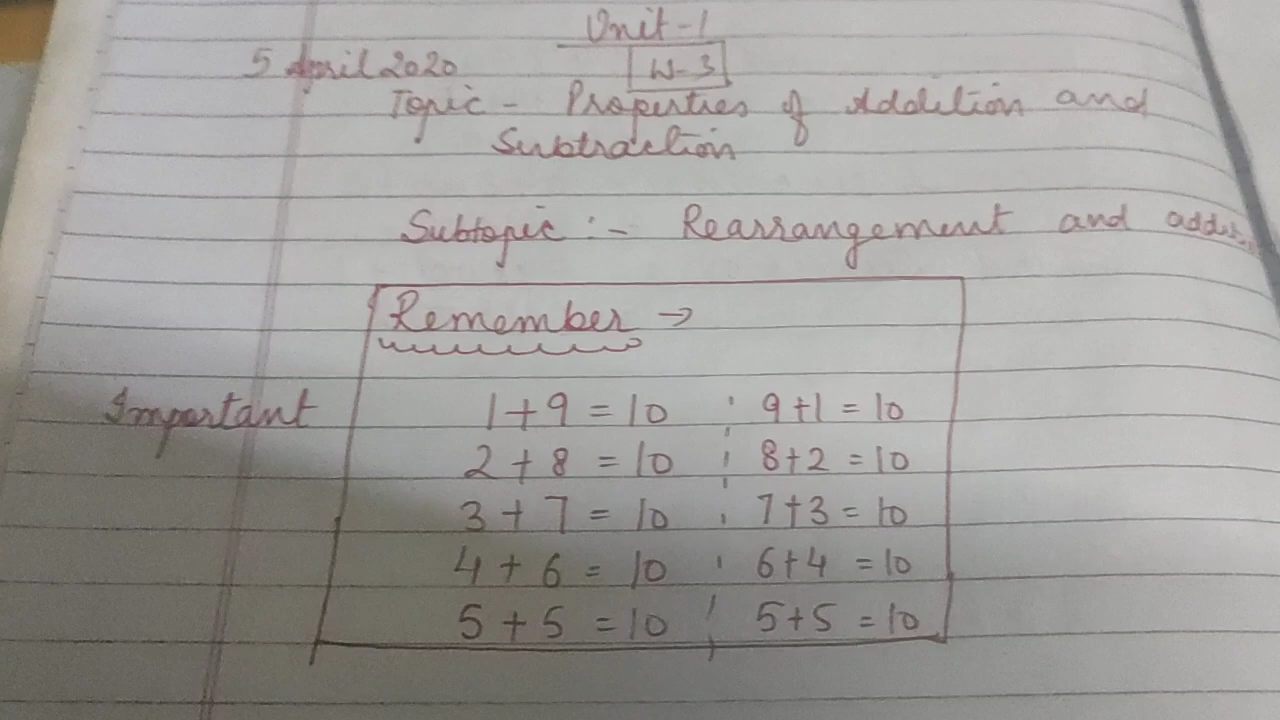 Unit-1
5 April 2020
W-3
Topic - Properties of Addition and
Subtraction
Subtopic :- Rearrangement and
Remember →
Important
1+9 = 10 9+1 = 10
2+8 = 10 8+2 = 10
3+7 = 10 7+3 = 10
4+6 = 10 6+4 = 10
5+5 = 10 5+5 = 10